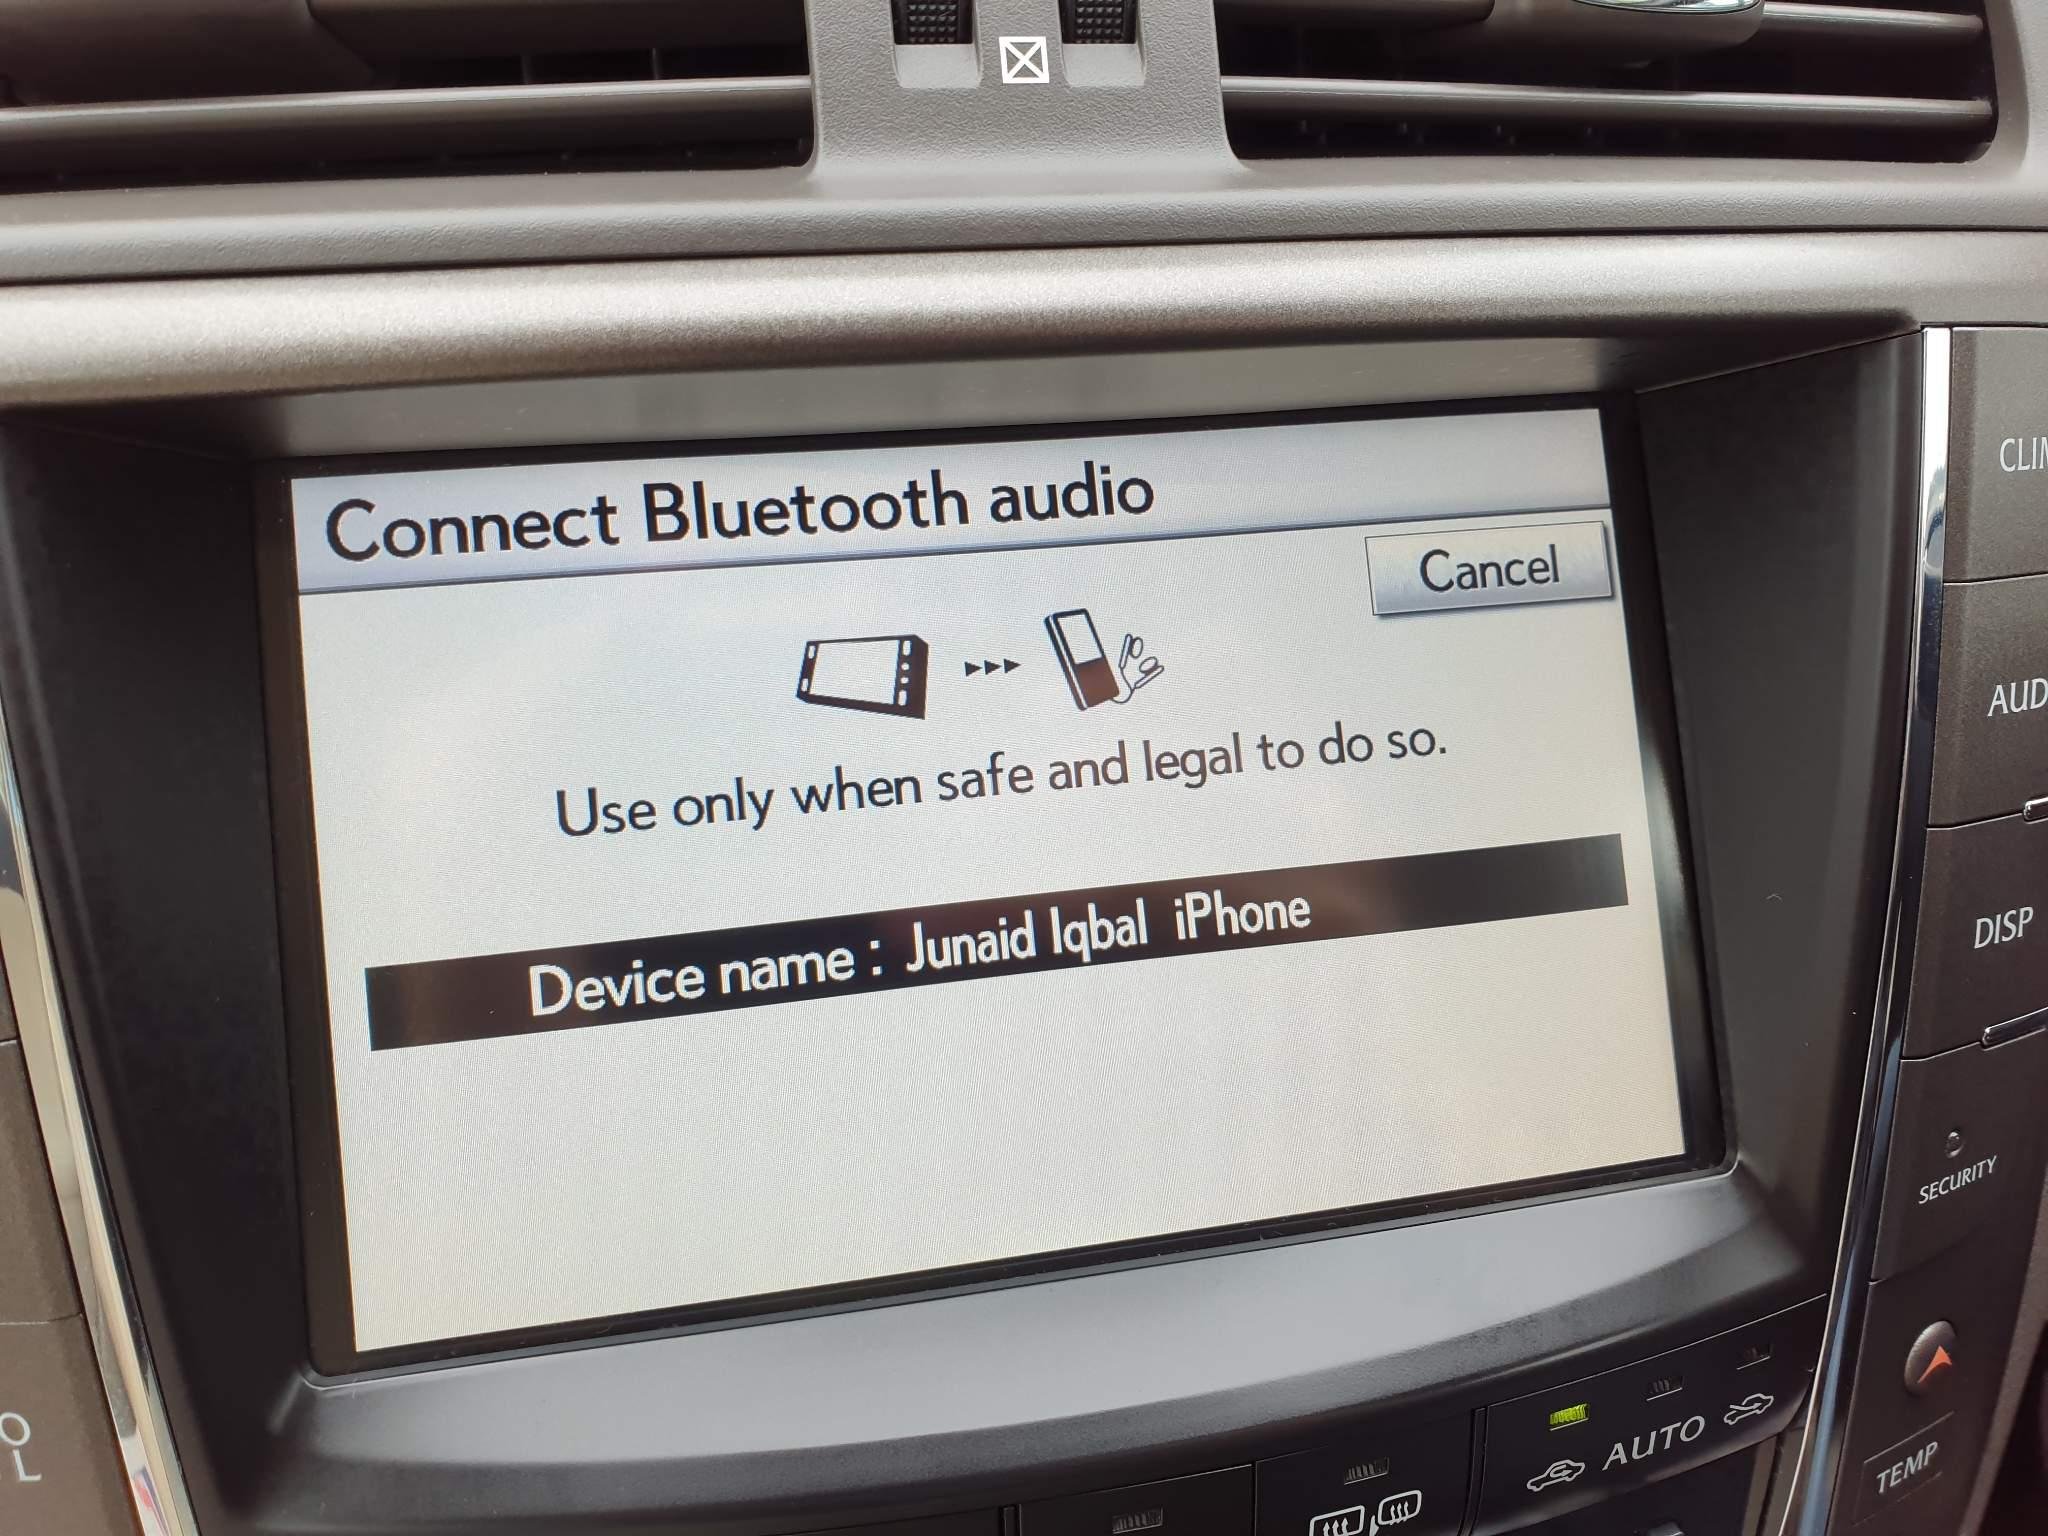 Connect Bluetooth audio
Cancel
Use only when safe and legal to do so.
Device name : Junaid Iqbal iPhone
DISP
SECURITY
AUTO
TEMP